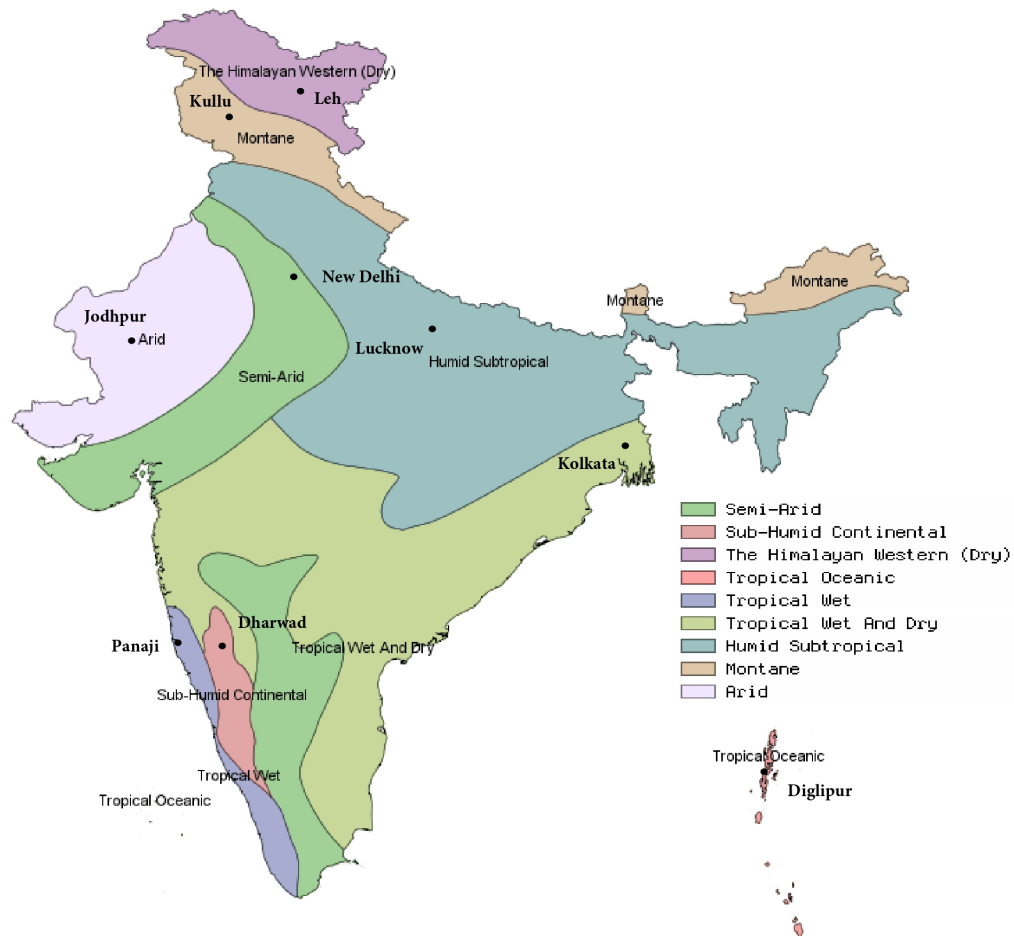 The Himalayan Western (Dry)
Leh
Kullu
Montane
New Delhi
Montane
Montane
Jodhpur
Arid
Lucknow
Humid Subtropical
Semi-Arid
Kolkata
Semi-Arid
Sub-Humid Continental
The Himalayan Western (Dry)
Tropical Oceanic
Tropical Wet
Tropical Wet And Dry
Humid Subtropical
Montane
Arid
Dharwad
Panaji
Tropical Wet And Dry
Sub-Humid Continental
Tropical Wet
Tropical Oceanic
Tropical Oceanic
Diglipur